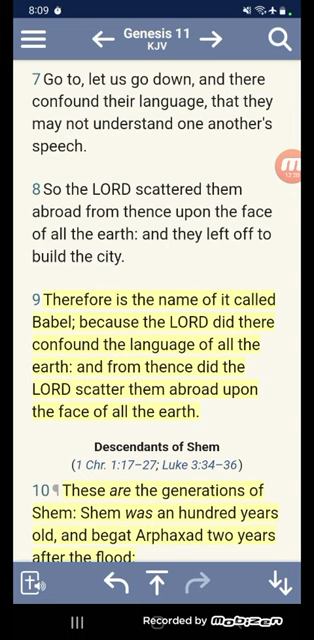 8:09
Genesis 11
KJV
7 Go to, let us go down, and there
confound their language, that they
may not understand one another's
speech.
8 So the LORD scattered them
abroad from thence upon the face
of all the earth: and they left off to
build the city.
9 Therefore is the name of it called
Babel; because the LORD did there
confound the language of all the
earth: and from thence did the
LORD scatter them abroad upon
the face of all the earth.
Descendants of Shem
(1 Chr. 1:17–27; Luke 3:34–36)
10 ¶ These are the generations of
Shem: Shem was an hundred years
old, and begat Arphaxad two years
after the flood:
Recorded by mobizen